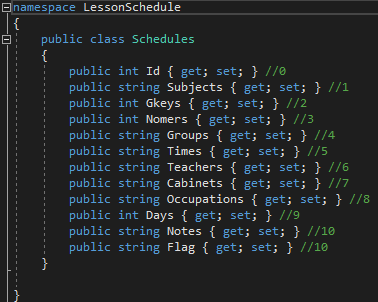 namespace LessonSchedule
{
public class Schedules
{
public int Id { get; set; } //0
public string Subjects { get; set; } //1
public int Gkeys { get; set; } //2
public int Nomers { get; set; } //3
public string Groups { get; set; } //4
public string Times { get; set; } //5
public string Teachers { get; set; } //6
public string Cabinets { get; set; } //7
public string Occupations { get; set; } //8
public int Days { get; set; } //9
public string Notes { get; set; } //10
public string Flag { get; set; } //10
}
}